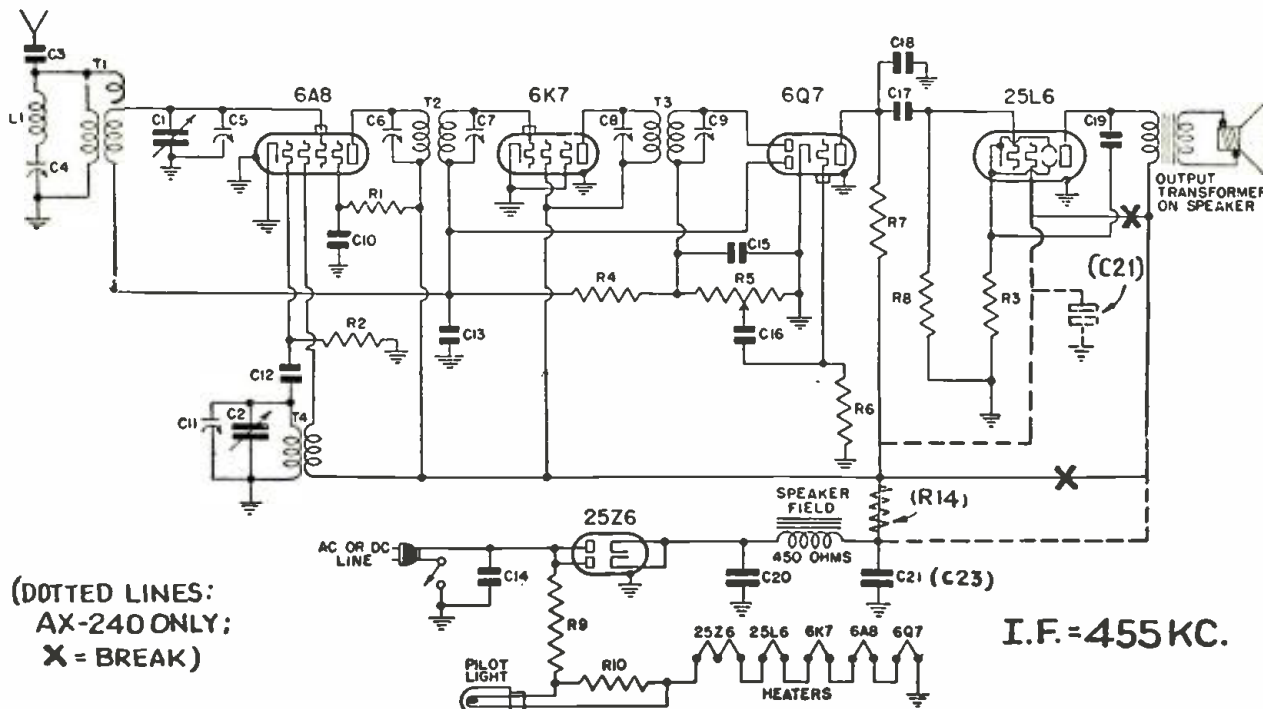 C3
T1
L1
C4
C1
C5
6A8
C6
T2
C7
6K7
C8
T3
C9
6Q7
C18
C17
25L6
C19
OUTPUT
TRANSFORMER
ON SPEAKER
R1
C10
R7
C15
R4
R5
R8
R3
(C21)
R2
C13
C16
C12
C11
C2
T4
R6
SPEAKER
FIELD
450 OHMS
(R14)
25Z6
AC OR DC
LINE
C14
C20
C21 (C23)
R9
(DOTTED LINES:
AX-240 ONLY;
X = BREAK)
X
X
25Z6 25L6 6K7 6A8 6Q7
HEATERS
I.F.=455 KC.
R10
PILOT
LIGHT